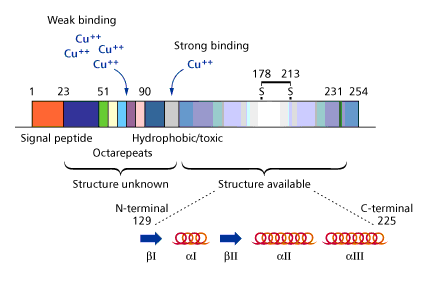 Weak binding
Cu++
Cu++ Cu++
Cu++
Strong binding
Cu++
178 213
S S
1 23 51 90 231 254
Signal peptide
Hydrophobic/toxic
Octarepeats
Structure unknown
Structure available
N-terminal
129
C-terminal
225
βI αI βII αII αIII